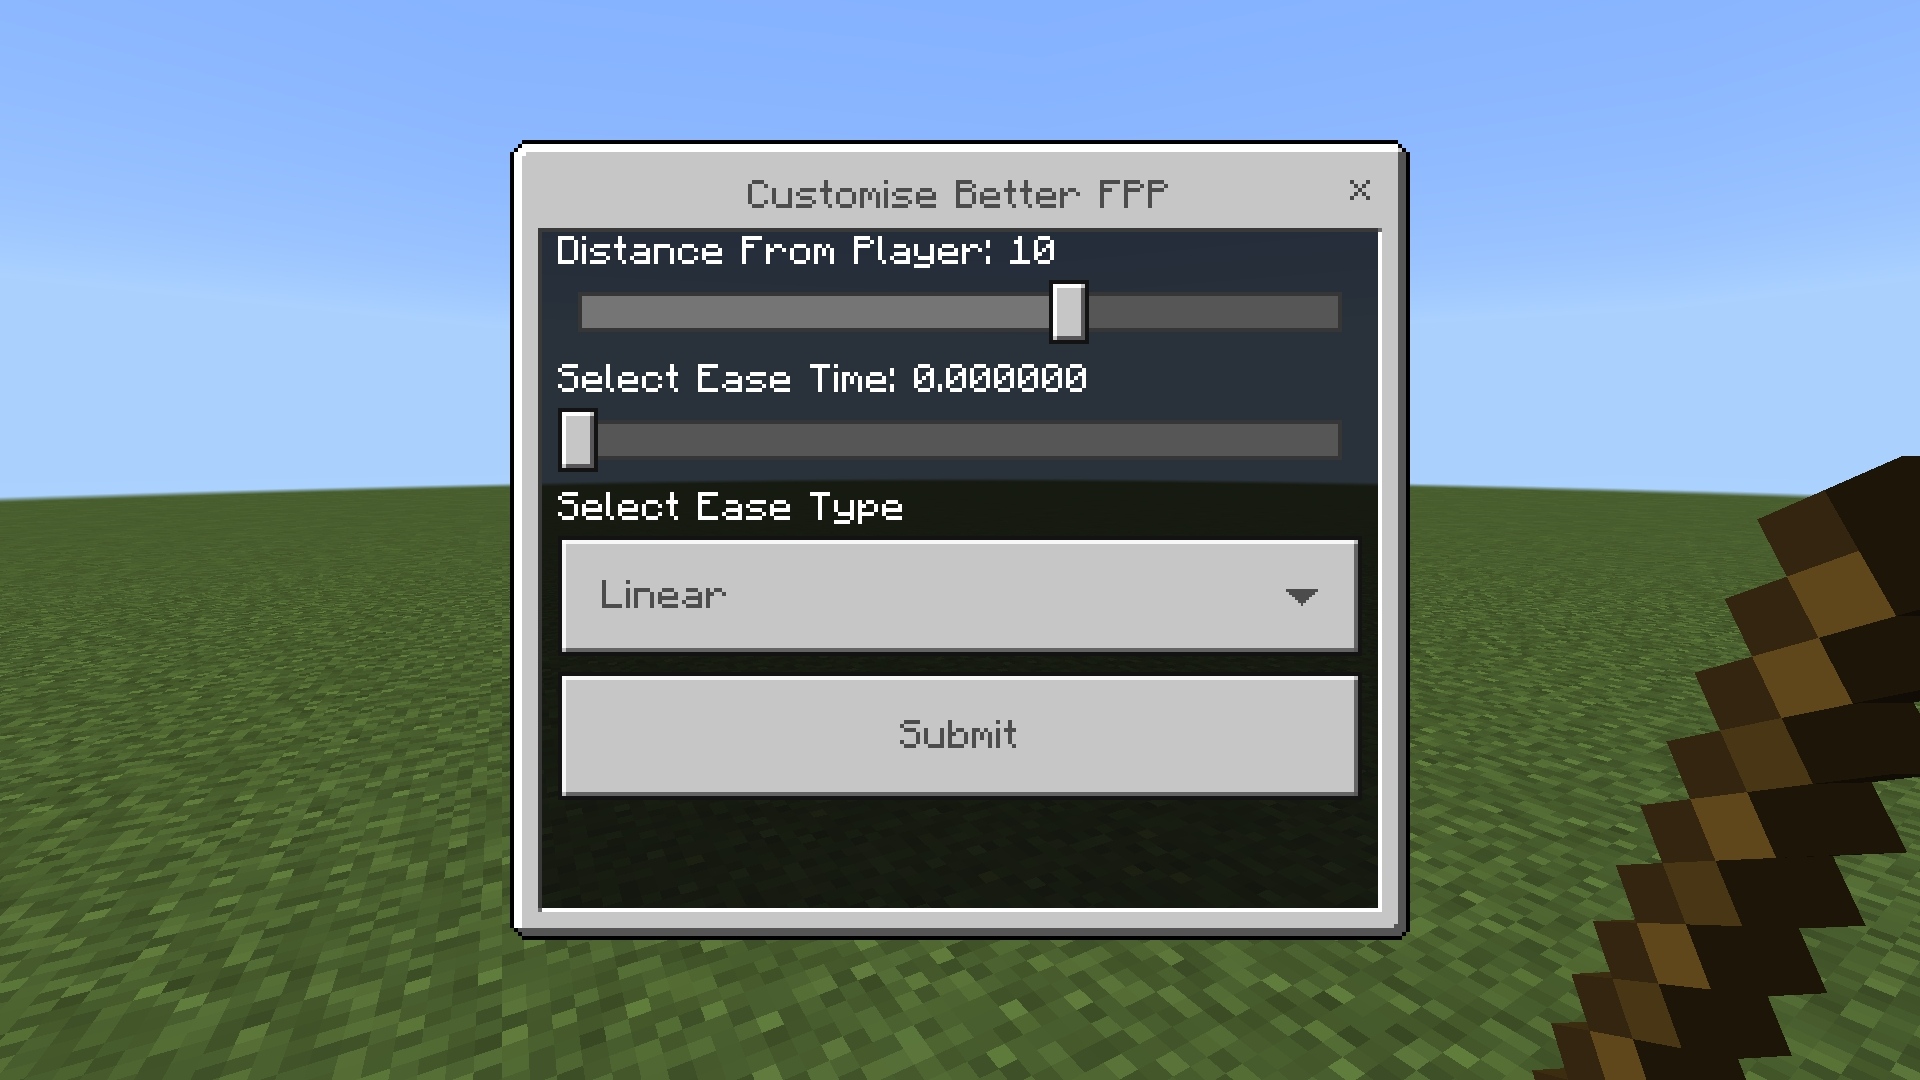 Customise Better FPP
Distance From Player: 10
Select Ease Time: 0.000000
Select Ease Type
Linear
Submit